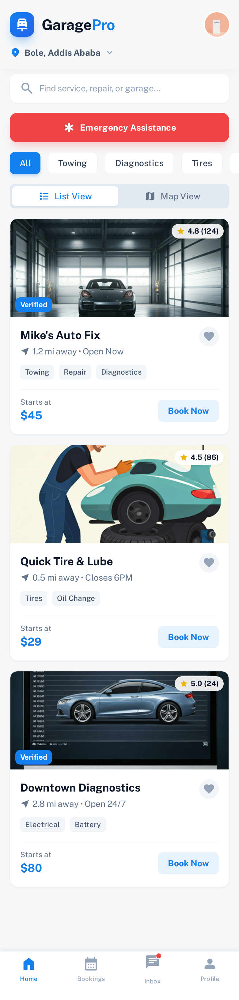 GaragePro
Bole, Addis Ababa
Find service, repair, or garage...
Emergency Assistance
All
Towing
Diagnostics
Tires
List View
Map View
4.8 (124)
Verified
Mike's Auto Fix
1.2 mi away • Open Now
Towing
Repair
Diagnostics
Starts at
$45
Book Now
4.5 (86)
Quick Tire & Lube
0.5 mi away • Closes 6PM
Tires
Oil Change
Starts at
$29
Book Now
5.0 (24)
Verified
Downtown Diagnostics
2.8 mi away • Open 24/7
Electrical
Battery
Starts at
$80
Book Now
Home
Bookings
Inbox
Profile